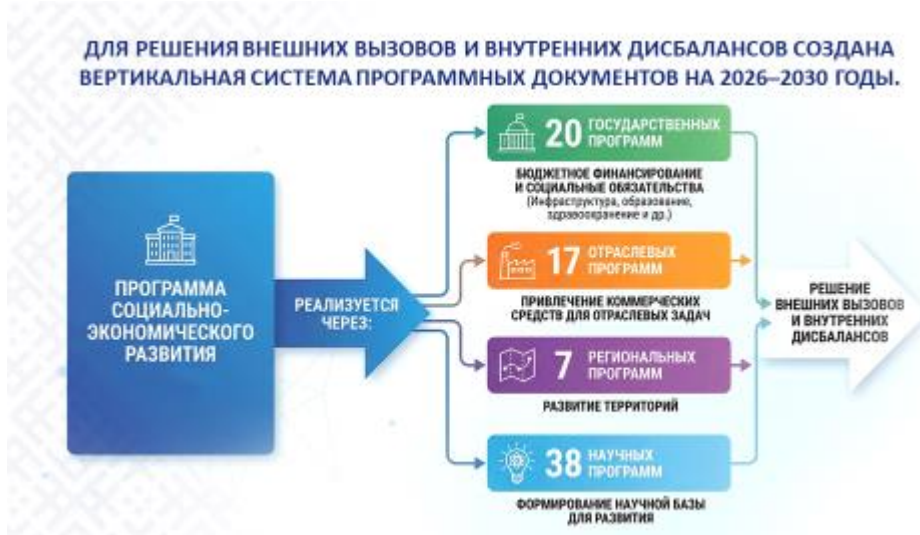 ДЛЯ РЕШЕНИЯ ВНЕШНИХ ВЫЗОВОВ И ВНУТРЕННИХ ДИСБАЛАНСОВ СОЗДАНА
ВЕРТИКАЛЬНАЯ СИСТЕМА ПРОГРАММНЫХ ДОКУМЕНТОВ НА 2026–2030 ГОДЫ.
ПРОГРАММА
СОЦИАЛЬНО-
ЭКОНОМИЧЕСКОГО
РАЗВИТИЯ
РЕАЛИЗУЕТСЯ
ЧЕРЕЗ:
20 ГОСУДАРСТВЕННЫХ
ПРОГРАММ
БЮДЖЕТНОЕ ФИНАНСИРОВАНИЕ
И СОЦИАЛЬНЫЕ ОБЯЗАТЕЛЬСТВА
(Инфраструктура, образование,
здравоохранение и др.)
17 ОТРАСЛЕВЫХ
ПРОГРАММ
ПРИВЛЕЧЕНИЕ КОММЕРЧЕСКИХ
СРЕДСТВ ДЛЯ ОТРАСЛЕВЫХ ЗАДАЧ
7 РЕГИОНАЛЬНЫХ
ПРОГРАММ
РАЗВИТИЕ ТЕРРИТОРИЙ
38 НАУЧНЫХ
ПРОГРАММ
ФОРМИРОВАНИЕ НАУЧНОЙ БАЗЫ
ДЛЯ РАЗВИТИЯ
РЕШЕНИЕ
ВНЕШНИХ ВЫЗОВОВ
И ВНУТРЕННИХ
ДИСБАЛАНСОВ